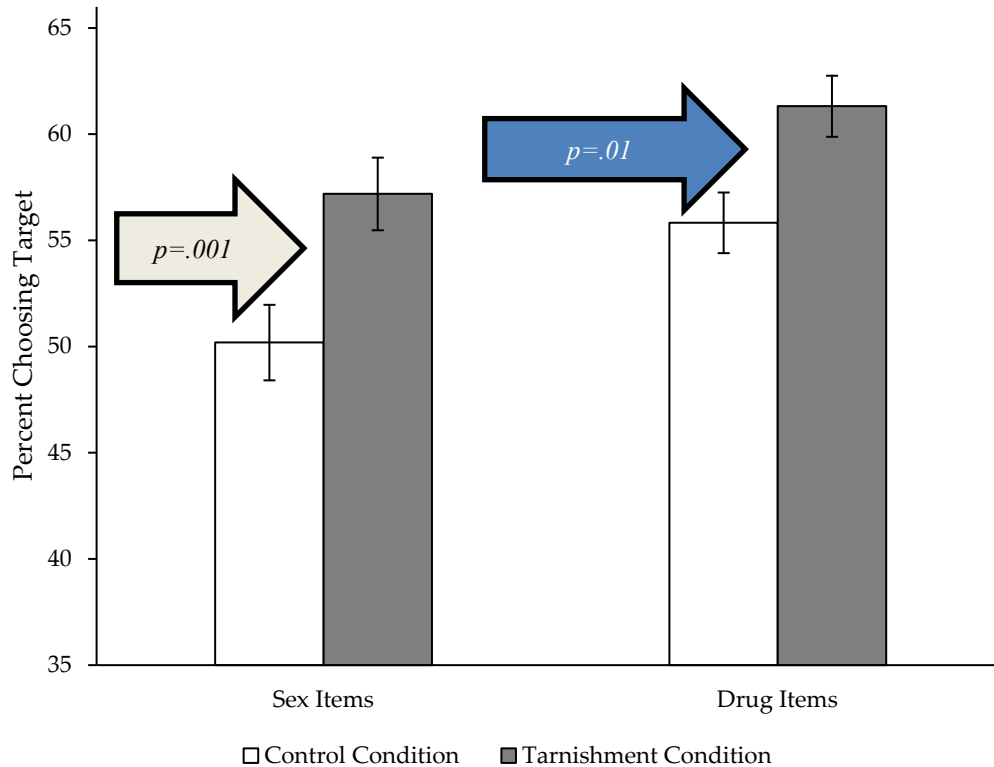 Percent Choosing Target
65
60
55
50
45
40
35
p=.001
p=.01
Sex Items
Drug Items
Control Condition
Tarnishment Condition